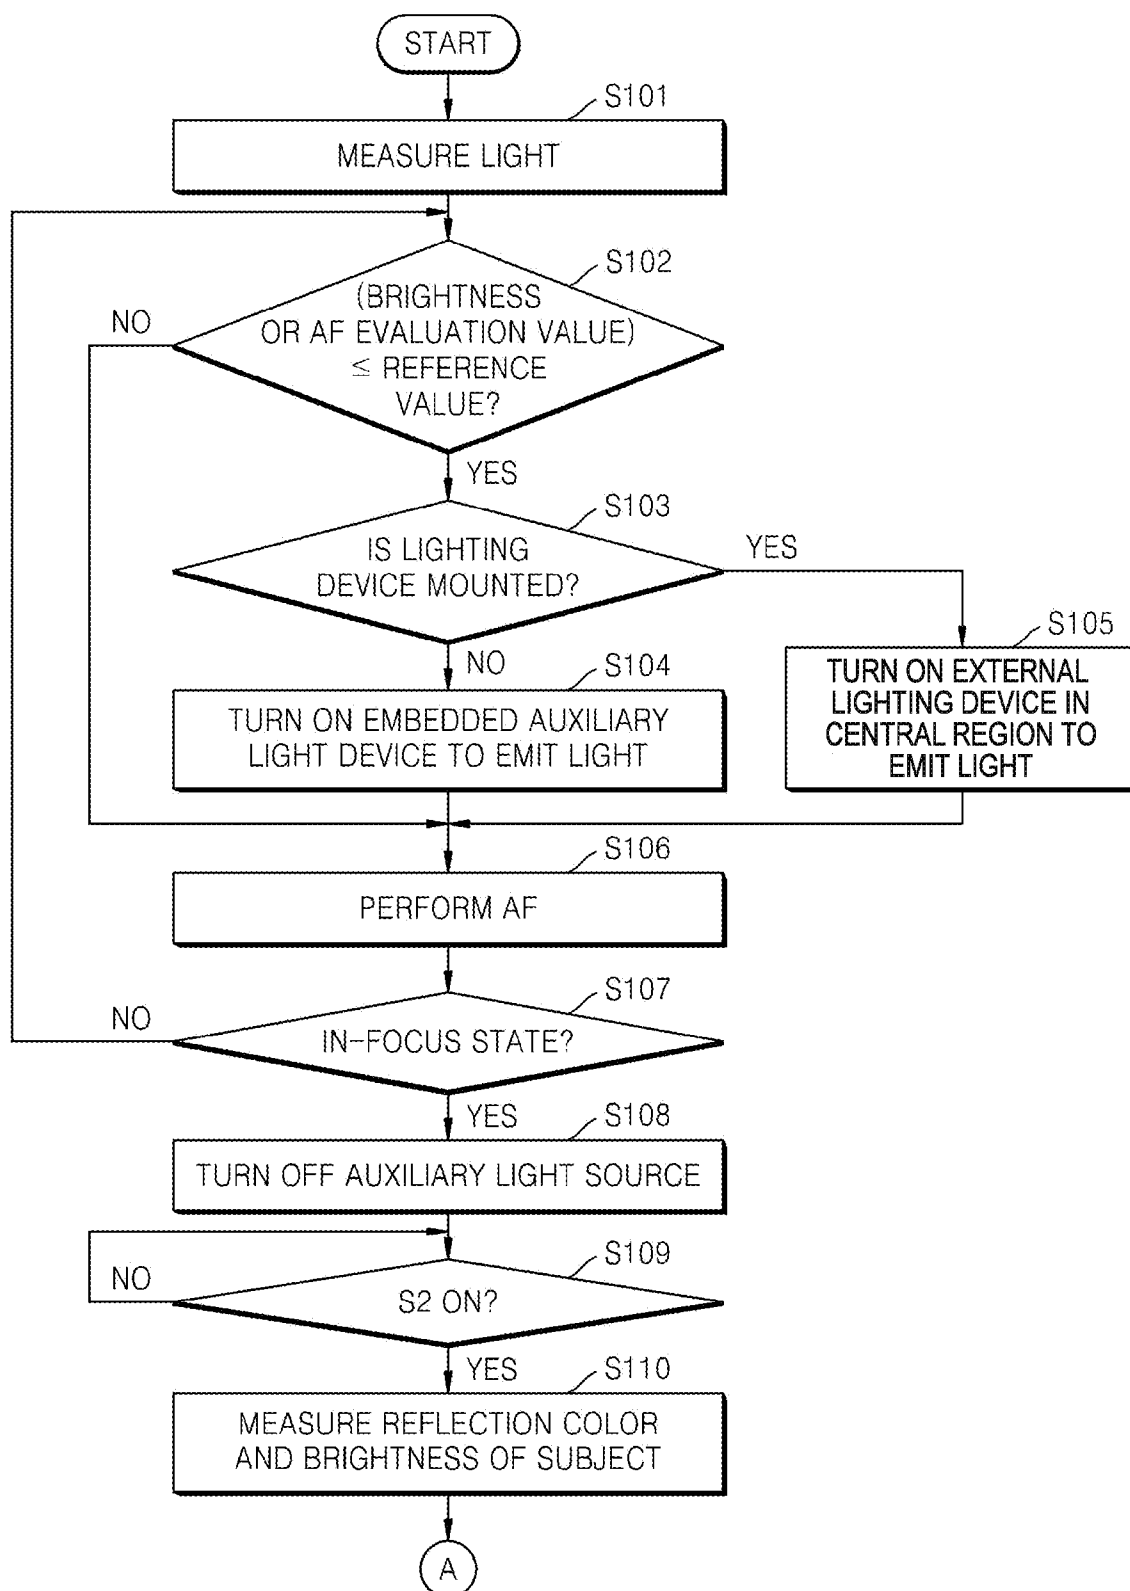 START
S101
MEASURE LIGHT
S102
(BRIGHTNESS
OR AF EVALUATION VALUE)
≤ REFERENCE
VALUE?
NO
YES
S103
IS LIGHTING
DEVICE MOUNTED?
YES
NO
S104
TURN ON EMBEDDED AUXILIARY
LIGHT DEVICE TO EMIT LIGHT
S105
TURN ON EXTERNAL
LIGHTING DEVICE IN
CENTRAL REGION TO
EMIT LIGHT
S106
PERFORM AF
S107
IN-FOCUS STATE?
NO
YES
S108
TURN OFF AUXILIARY LIGHT SOURCE
S109
S2 ON?
NO
YES
S110
MEASURE REFLECTION COLOR
AND BRIGHTNESS OF SUBJECT
A